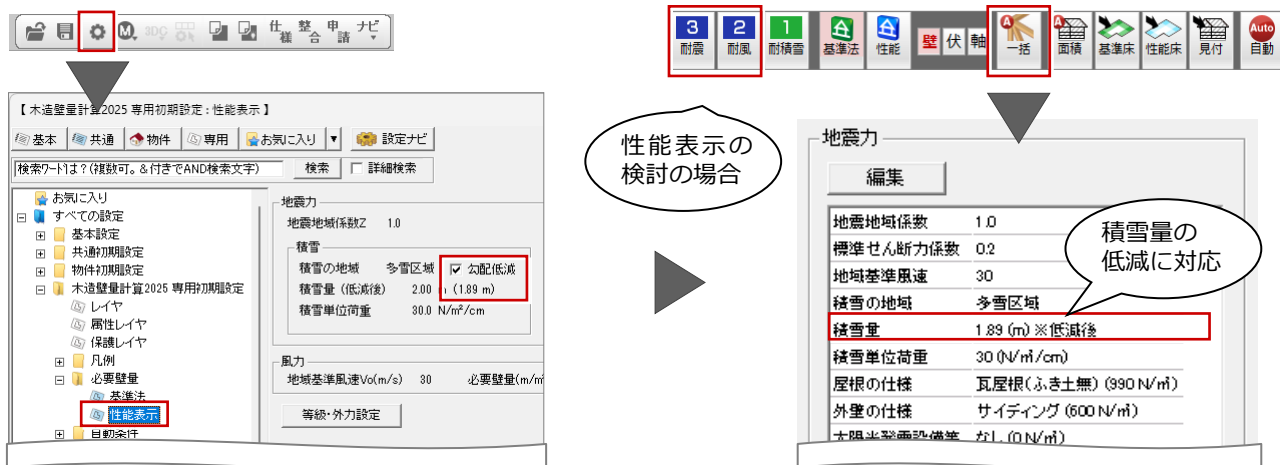 仕様 整合 申請 ナビ
【 木造壁量計算2025 専用初期設定 : 性能表示 】
基本 共通 物件 専用 お気に入り 設定ナビ
検索ワードは?(複数可。&付きでAND検索文字) 検索 詳細検索
お気に入り
すべての設定
基本設定
共通初期設定
物件初期設定
木造壁量計算2025 専用初期設定
レイヤ
属性レイヤ
保護レイヤ
凡例
必要壁量
基準法
性能表示
自動条件
地震力
地震地域係数Z 1.0
積雪
積雪の地域 多雪区域 勾配低減
積雪量(低減後) 2.00 m (1.89 m)
積雪単位荷重 30.0 N/m²/cm
風力
地域基準風速Vo(m/s) 30 必要壁量(m/㎡
等級・外力設定
3 耐震 2 耐風 1 耐積雪 基準法 性能 壁 伏 軸 一括 面積 基準床 性能床 見付 Auto 自動
性能表示の
検討の場合
地震力
編集
地震地域係数 1.0
標準せん断力係数 0.2
地域基準風速 30
積雪の地域 多雪区域
積雪量 1.89 (m) ※低減後
積雪単位荷重 30 (N/㎡/cm)
屋根の仕様 瓦屋根(ふき土無) (990 N/㎡)
外壁の仕様 サイディング (600 N/㎡)
太陽光発電設備等 なし (0 N/㎡)
積雪量の
低減に対応